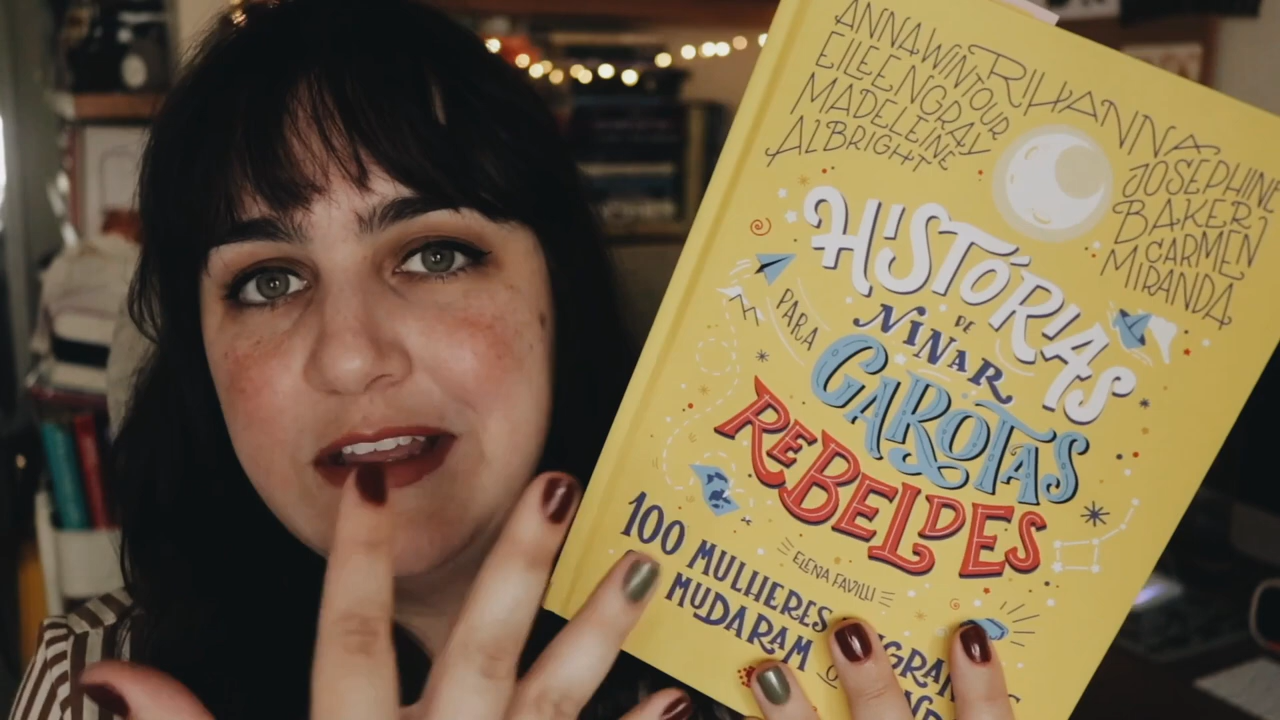 ANNA WINTOUR
RIHANNA
EILEEN GRAY
MADELEINE
ALBRIGHT
JOSEPHINE
BAKER
CARMEN
MIRANDA
HISTÓRIAS
DE
NINAR
PARA
GAROTAS
REBELDES
ELENA FAVILLI
100 MULHERES
MUDARAM